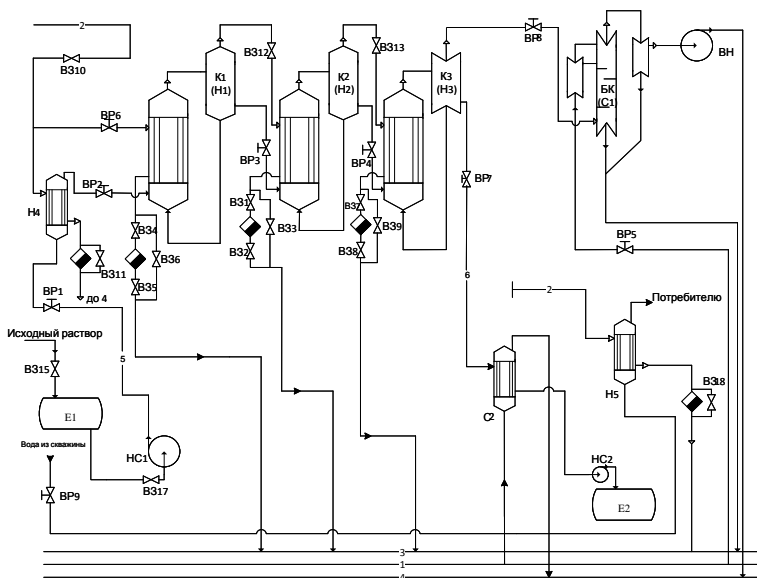 2
ВЗ10
ВР6
ВР2
Н4
ВЗ11
до 4
ВР1
Исходный раствор
ВЗ15
Е1
Вода из скважины
ВР9
5
НС1
ВЗ17
ВЗ4
ВЗ5
ВЗ6
К1
(Н1)
ВЗ12
ВР3
ВЗ1
ВЗ2
ВЗ3
К2
(Н2)
ВЗ13
ВР4
ВЗ7
ВЗ8
ВЗ9
К3
(Н3)
ВР7
6
ВР8
БК
(С1)
ВН
ВР5
2
Потребителю
Н5
ВЗ18
С2
НС2
Е2
3
1
4